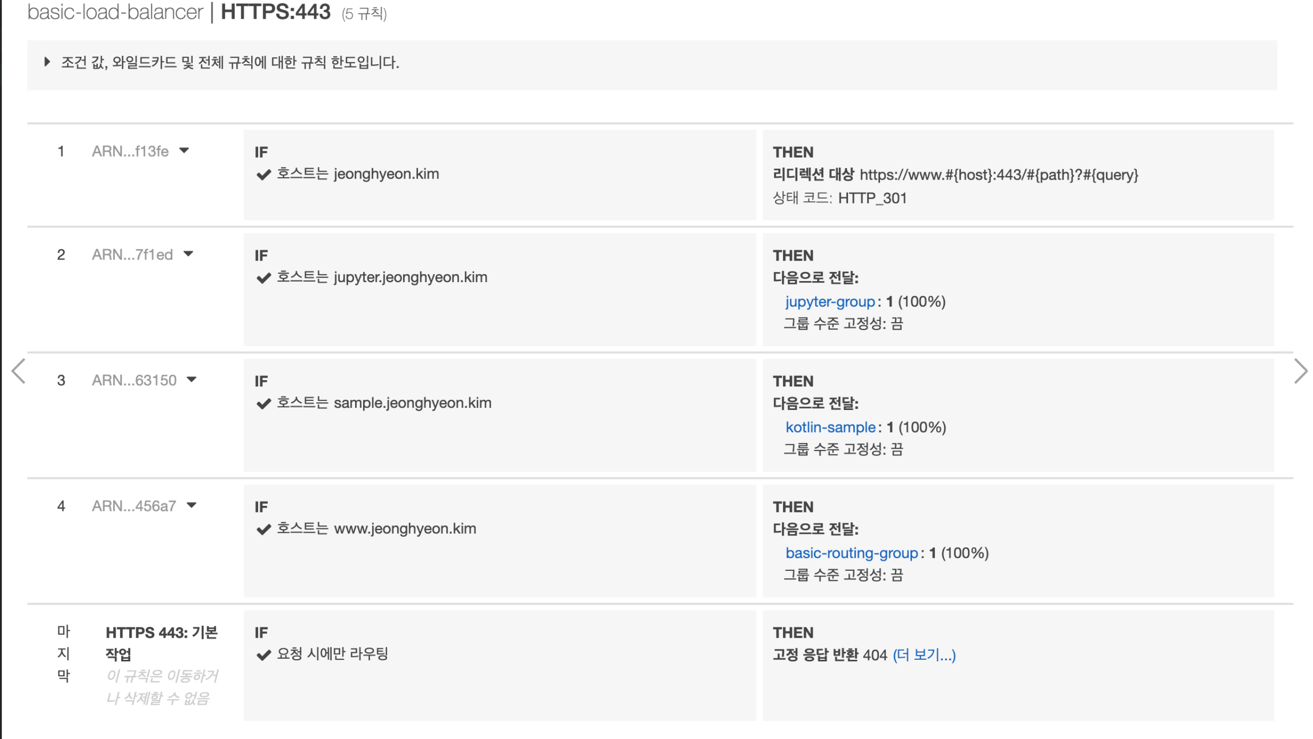 basic-load-balancer | HTTPS:443 (5 규칙)
조건 값, 와일드카드 및 전체 규칙에 대한 규칙 한도입니다.
1 ARN...f13fe
IF
호스트는 jeonghyeon.kim
THEN
리디렉션 대상 https://www.#{host}:443/#{path}?#{query}
상태 코드: HTTP_301
2 ARN...7f1ed
IF
호스트는 jupyter.jeonghyeon.kim
THEN
다음으로 전달:
jupyter-group: 1 (100%)
그룹 수준 고정성: 끔
3 ARN...63150
IF
호스트는 sample.jeonghyeon.kim
THEN
다음으로 전달:
kotlin-sample: 1 (100%)
그룹 수준 고정성: 끔
4 ARN...456a7
IF
호스트는 www.jeonghyeon.kim
THEN
다음으로 전달:
basic-routing-group: 1 (100%)
그룹 수준 고정성: 끔
마
지
막
HTTPS 443: 기본
작업
이 규칙은 이동하거
나 삭제할 수 없음
IF
요청 시에만 라우팅
THEN
고정 응답 반환 404 (더 보기...)